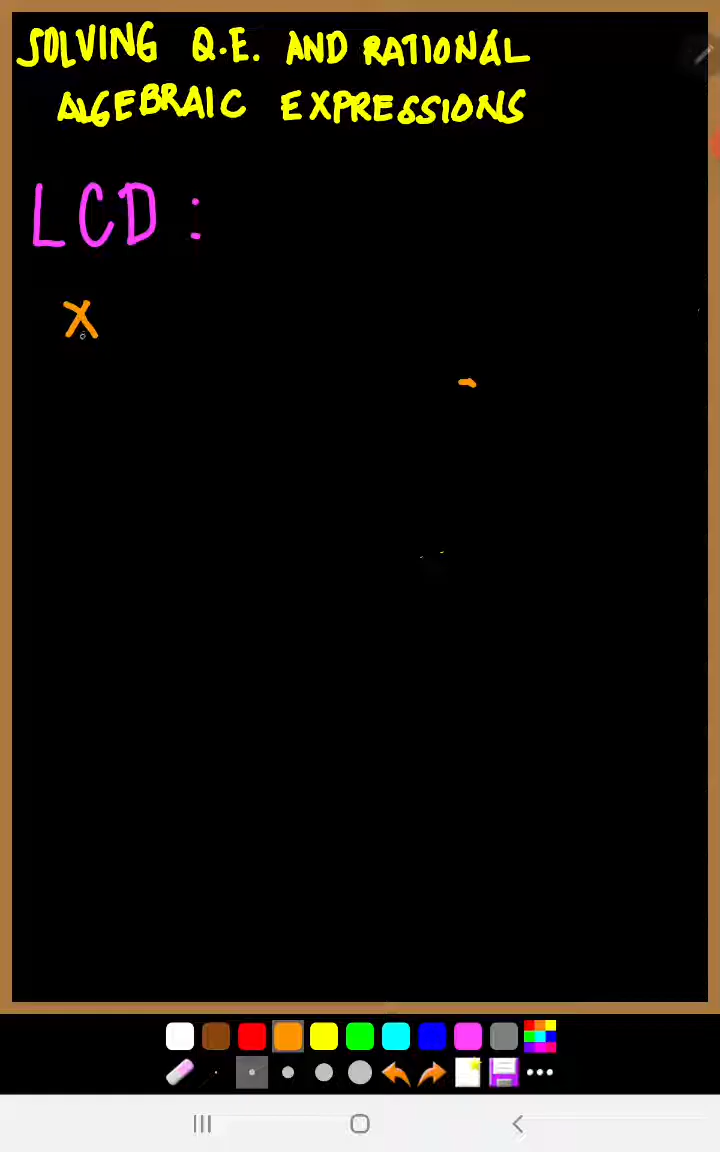 SOLVING Q.E. AND RATIONAL
ALGEBRAIC EXPRESSIONS
LCD :
X